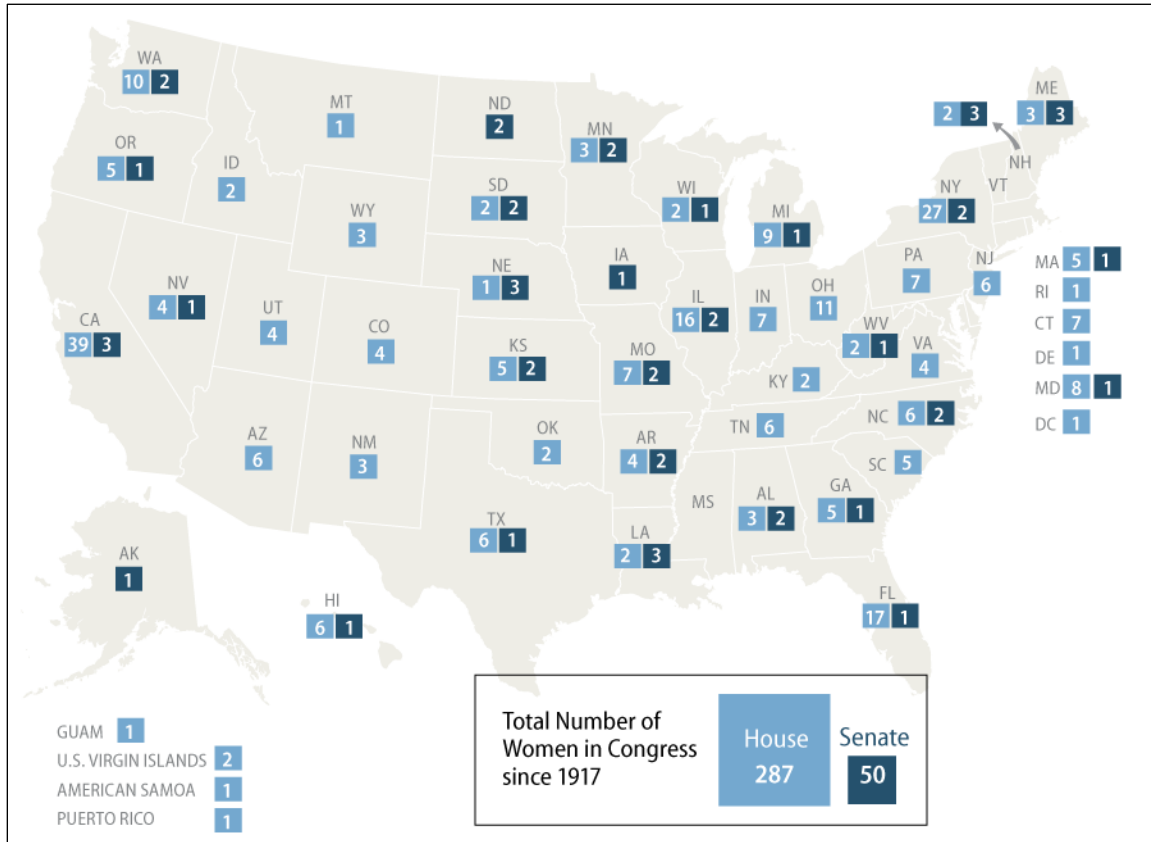 WA
10 2
MT
1
ND
2
MN
3 2
2 3
ME
3 3
NH
VT
OR
5 1
ID
2
SD
2 2
WI
2 1
MI
9 1
NY
27 2
WY
3
NE
1 3
IA
1
PA
7
NJ
6
MA 5 1
RI 1
CT 7
DE 1
MD 8 1
DC 1
NV
4 1
UT
4
CO
4
IL
16 2
IN
7
OH
11
WV
2 1
VA
4
CA
39 3
KS
5 2
MO
7 2
KY 2
AZ
6
NM
3
OK
2
AR
4 2
TN 6
NC 6 2
SC 5
MS
AL
3 2
GA
5 1
TX
6 1
LA
2 3
AK
1
HI
6 1
FL
17 1
GUAM 1
U.S. VIRGIN ISLANDS 2
AMERICAN SAMOA 1
PUERTO RICO 1
Total Number of
Women in Congress
since 1917
House
287
Senate
50